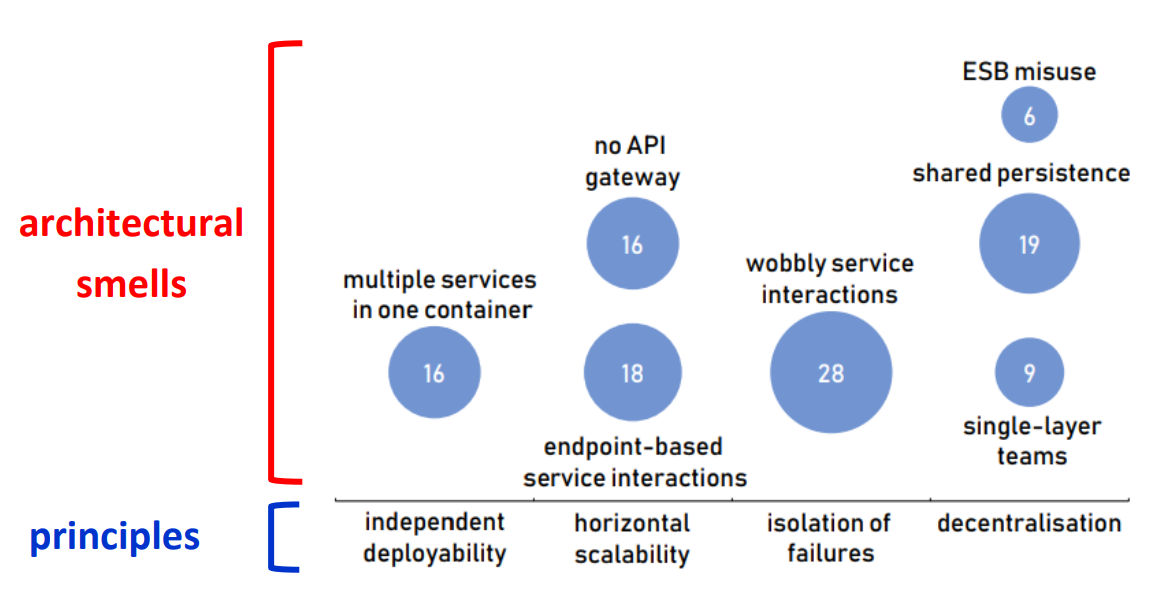 ESB misuse
6
no API
gateway
16
shared persistence
19
architectural
smells
multiple services
in one container
16
wobbly service
interactions
28
18
9
endpoint-based
service interactions
single-layer
teams
principles
independent
deployability
horizontal
scalability
isolation of
failures
decentralisation